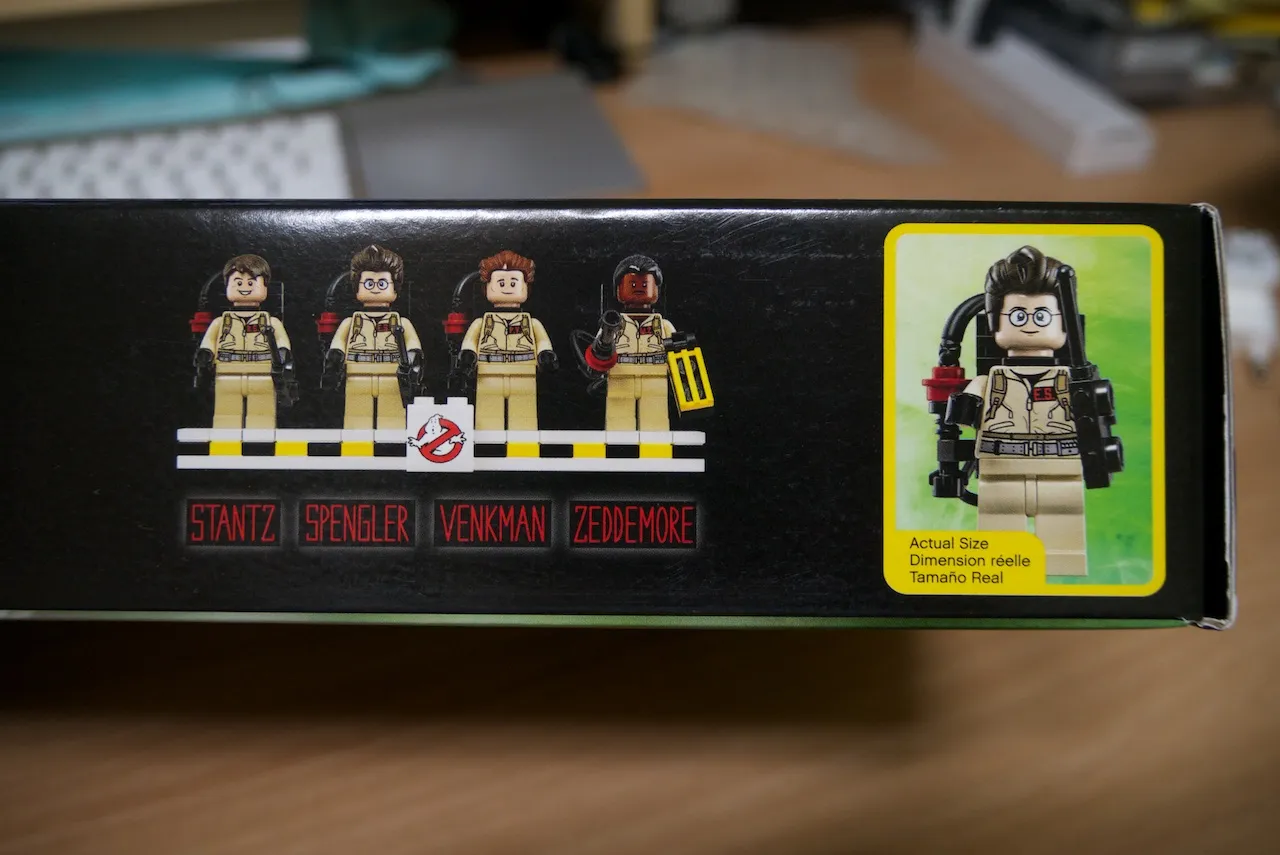 STANTZ SPENGLER VENKMAN ZEDDEMORE
E.S.
Actual Size
Dimension réelle
Tamaño Real